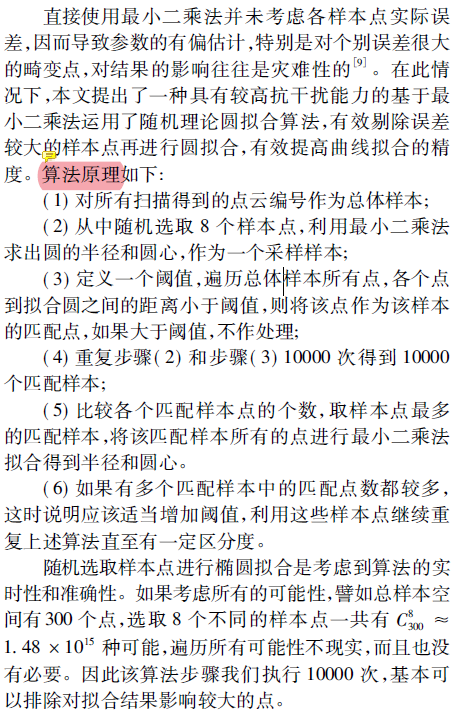 直接使用最小二乘法并未考虑各样本点实际误
差,因而导致参数的有偏估计,特别是对个别误差很大
的畸变点,对结果的影响往往是灾难性的[9]。在此情
况下,本文提出了一种具有较高抗干扰能力的基于最
小二乘法运用了随机理论圆拟合算法,有效剔除误差
较大的样本点再进行圆拟合,有效提高曲线拟合的精
度。算法原理如下:
(1) 对所有扫描得到的点云编号作为总体样本;
(2) 从中随机选取 8 个样本点,利用最小二乘法
求出圆的半径和圆心,作为一个采样样本;
(3) 定义一个阈值,遍历总体样本所有点,各个点
到拟合圆之间的距离小于阈值,则将该点作为该样本
的匹配点,如果大于阈值,不作处理;
(4) 重复步骤(2) 和步骤(3) 10000 次得到 10000
个匹配样本;
(5) 比较各个匹配样本点的个数,取样本点最多
的匹配样本,将该匹配样本所有的点进行最小二乘法
拟合得到半径和圆心。
(6) 如果有多个匹配样本中的匹配点数都较多,
这时说明应该适当增加阈值,利用这些样本点继续重
复上述算法直至有一定区分度。
随机选取样本点进行椭圆拟合是考虑到算法的实
时性和准确性。如果考虑所有的可能性,譬如总样本空
间有 300 个点,选取 8 个不同的样本点一共有 C⁸₃₀₀ ≈
1.48 × 10¹⁵ 种可能,遍历所有可能性不现实,而且也没
有必要。因此该算法步骤我们执行 10000 次,基本可
以排除对拟合结果影响较大的点。